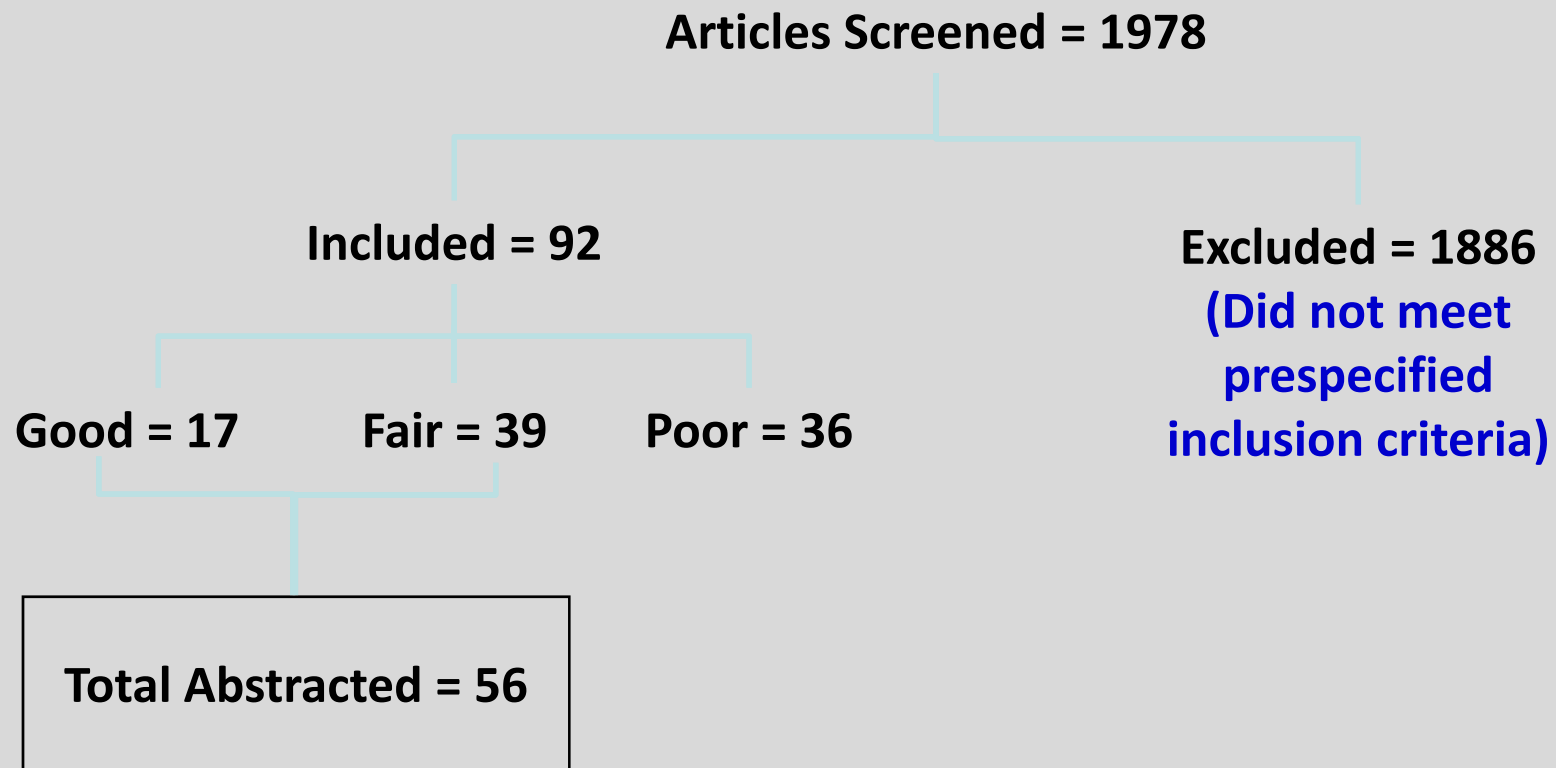 Articles Screened = 1978
Included = 92
Excluded = 1886
(Did not meet
prespecified
inclusion criteria)
Good = 17
Fair = 39
Poor = 36
Total Abstracted = 56